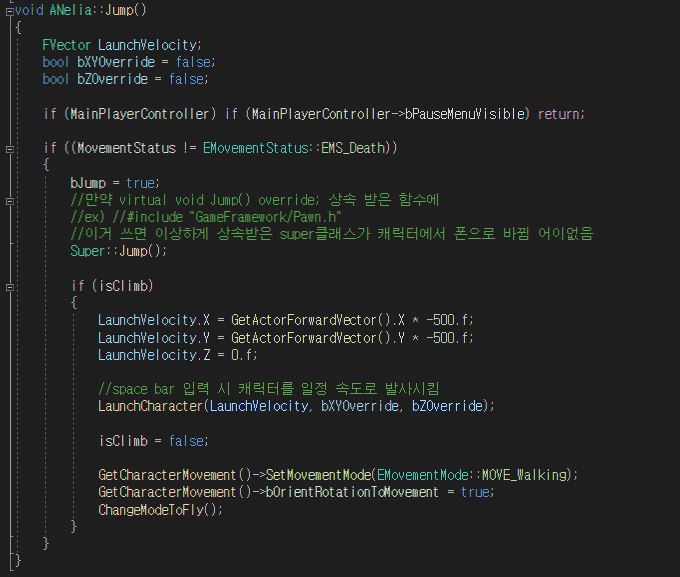 void ANelia::Jump()
{
FVector LaunchVelocity;
bool bXYOverride = false;
bool bZOverride = false;
if (MainPlayerController) if (MainPlayerController->bPauseMenuVisible) return;
if ((MovementStatus != EMovementStatus::EMS_Death))
{
bJump = true;
//만약 virtual void Jump() override; 상속 받은 함수에
//ex) //#include "GameFramework/Pawn.h"
//이거 쓰면 이상하게 상속받은 super클래스가 캐릭터에서 폰으로 바뀜 어이없음
Super::Jump();
if (isClimb)
{
LaunchVelocity.X = GetActorForwardVector().X * -500.f;
LaunchVelocity.Y = GetActorForwardVector().Y * -500.f;
LaunchVelocity.Z = 0.f;
//space bar 입력 시 캐릭터를 일정 속도로 발사시킴
LaunchCharacter(LaunchVelocity, bXYOverride, bZOverride);
isClimb = false;
GetCharacterMovement()->SetMovementMode(EMovementMode::MOVE_Walking);
GetCharacterMovement()->bOrientRotationToMovement = true;
ChangeModeToFly();
}
}
}